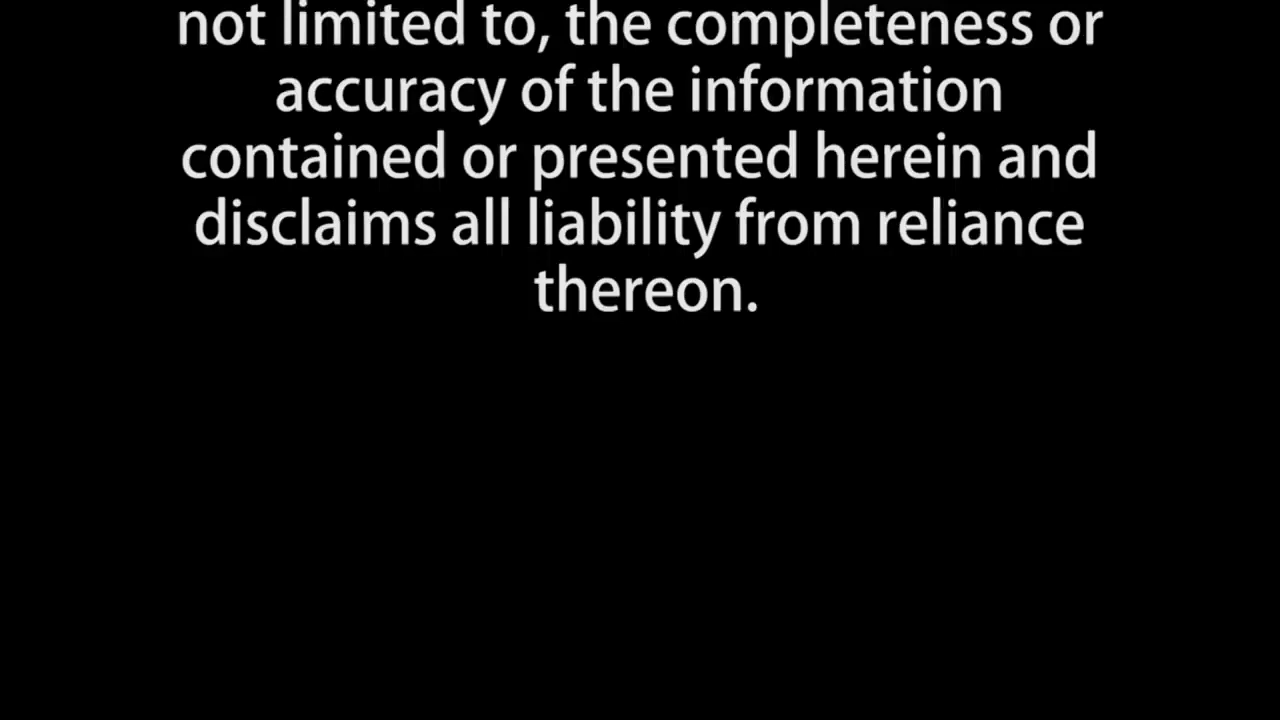 not limited to, the completeness or
accuracy of the information
contained or presented herein and
disclaims all liability from reliance
thereon.